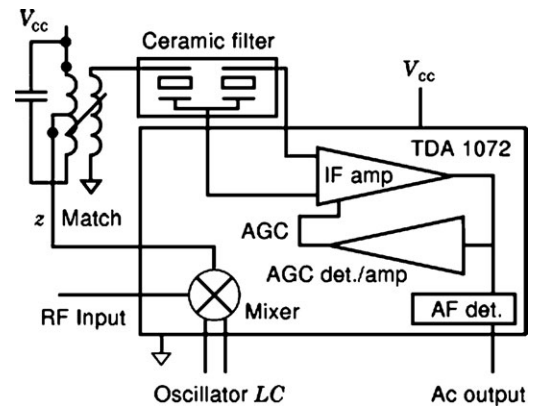 Vcc
Ceramic filter
Vcc
TDA 1072
IF amp
z Match
AGC
AGC det./amp
RF Input
Mixer
AF det.
Oscillator LC
Ac output